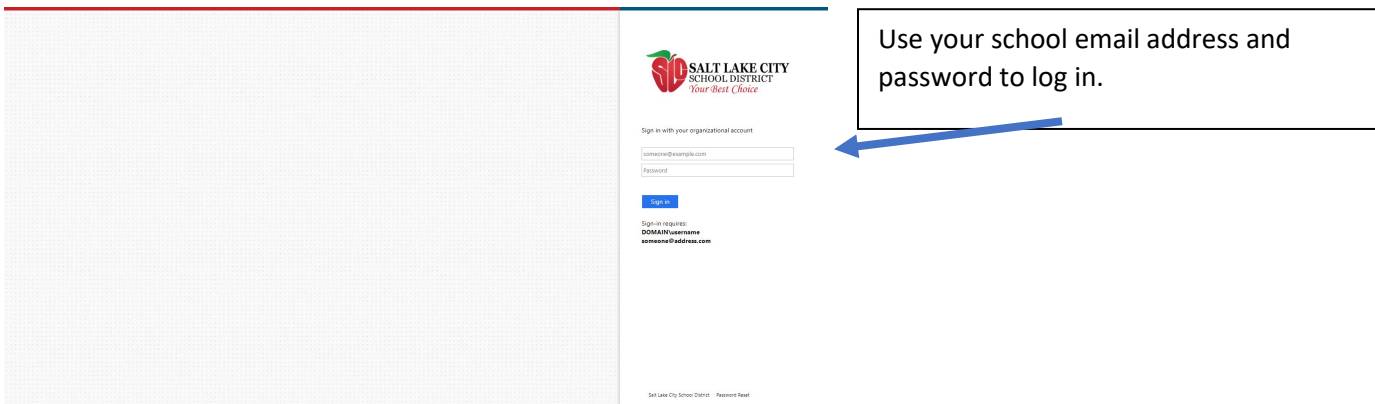 SLC
SALT LAKE CITY
SCHOOL DISTRICT
Your Best Choice
Sign in with your organizational account
someone@example.com
Password
Sign in
Sign-in requires:
DOMAIN\username
someone@address.com
Salt Lake City School District Password Reset
Use your school email address and
password to log in.